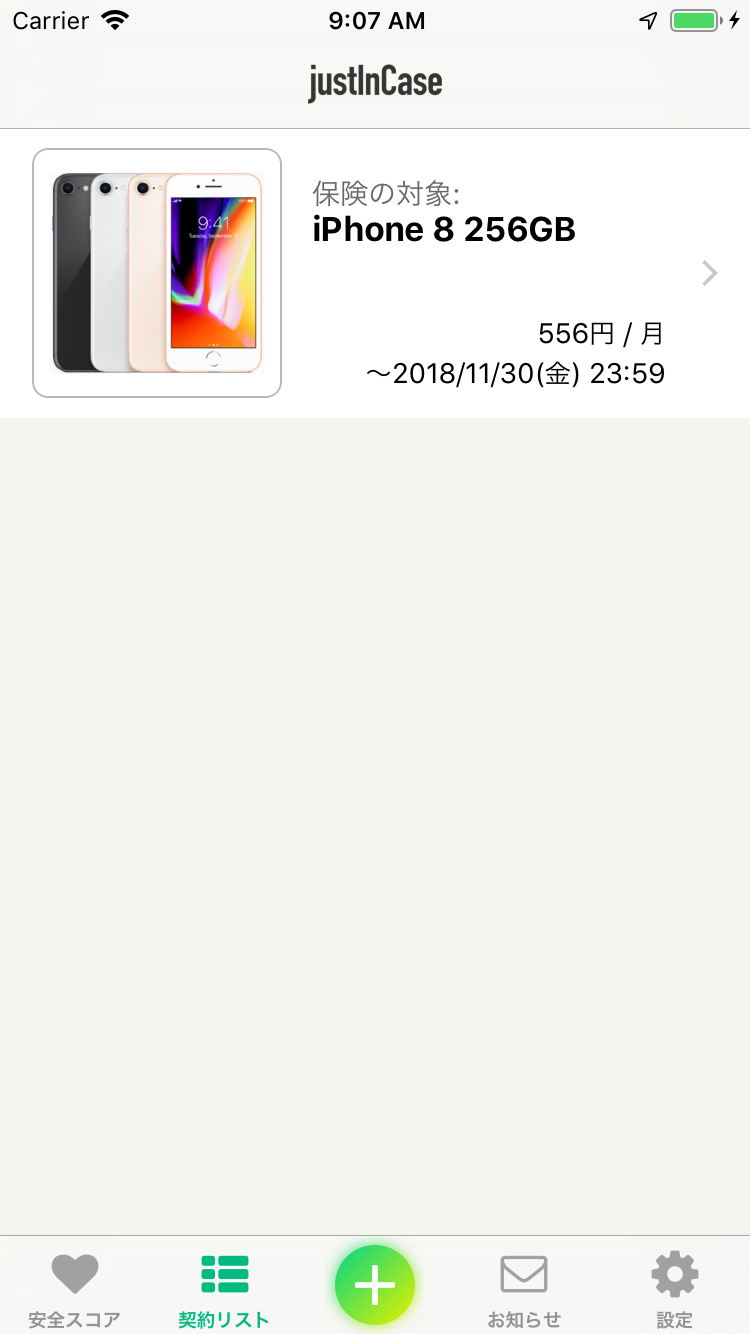 Carrier 9:07 AM
justInCase
9:41
保険の対象:
iPhone 8 256GB
556円 / 月
〜2018/11/30(金) 23:59
安全スコア 契約リスト お知らせ 設定